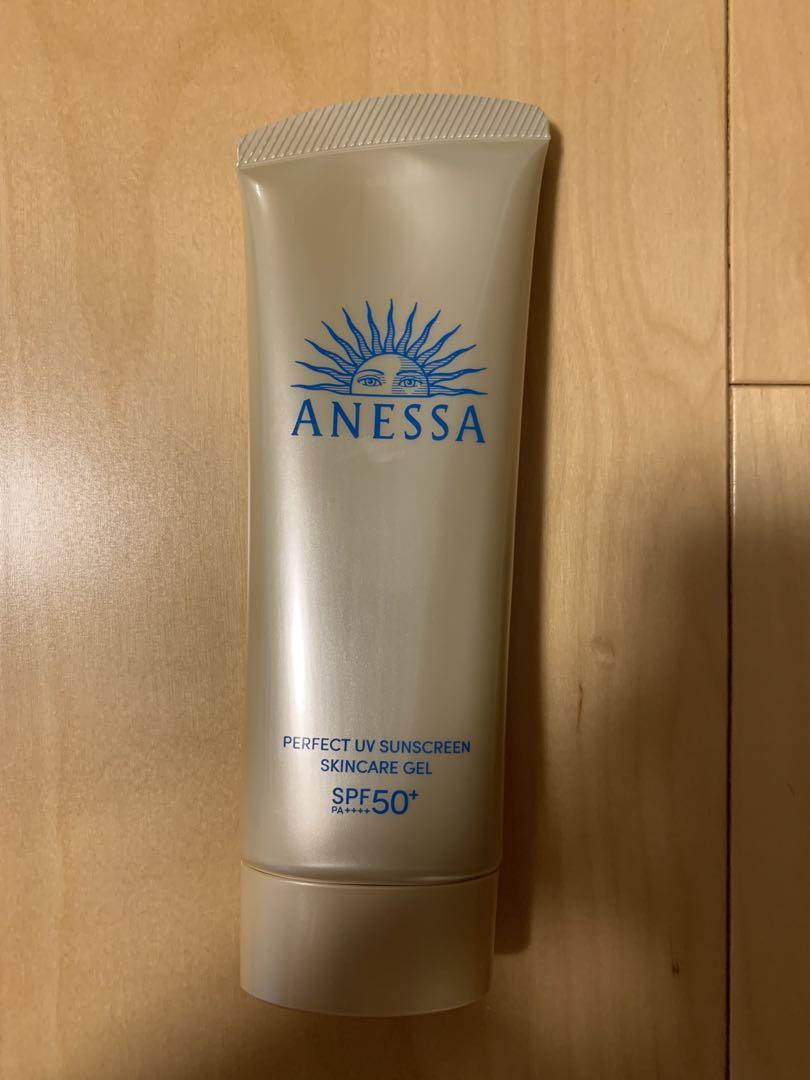 ANESSA
PERFECT UV SUNSCREEN
SKINCARE GEL
SPF50+
PA++++